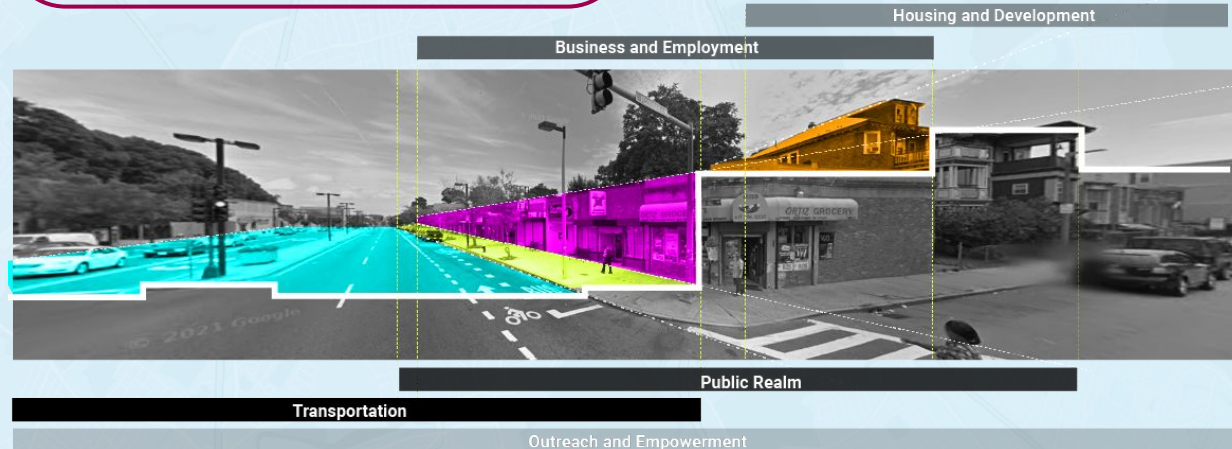 Housing and Development
Business and Employment
ORTIZ GROCERY
© 2021 Google
Public Realm
Transportation
Outreach and Empowerment